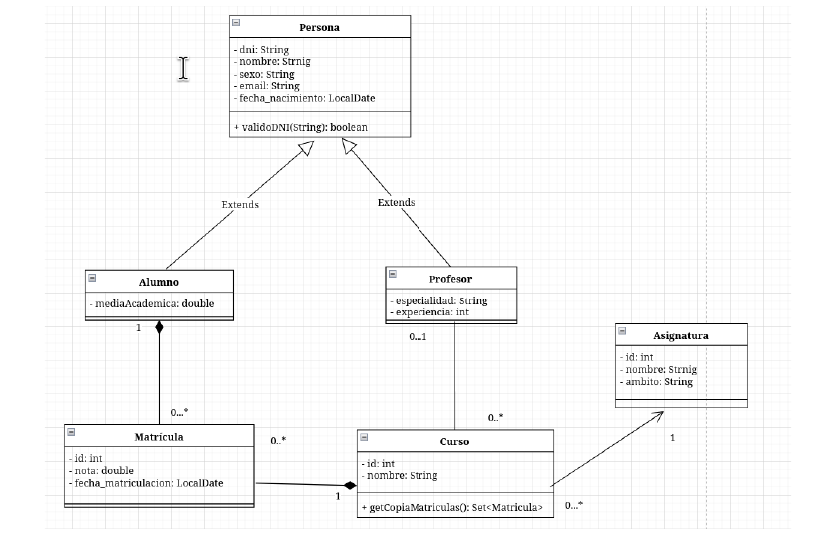 Persona
- dni: String
- nombre: Strnig
- sexo: String
- email: String
- fecha_nacimiento: LocalDate
+ validoDNI(String): boolean
Extends
Extends
Alumno
- mediaAcademica: double
Profesor
- especialidad: String
- experiencia: int
1
0...1
Asignatura
- id: int
- nombre: Strnig
- ambito: String
0...*
0..*
0..*
1
Matrícula
- id: int
- nota: double
- fecha_matriculacion: LocalDate
Curso
- id: int
- nombre: String
+ getCopiaMatriculas(): Set<Matricula>
1
0...*